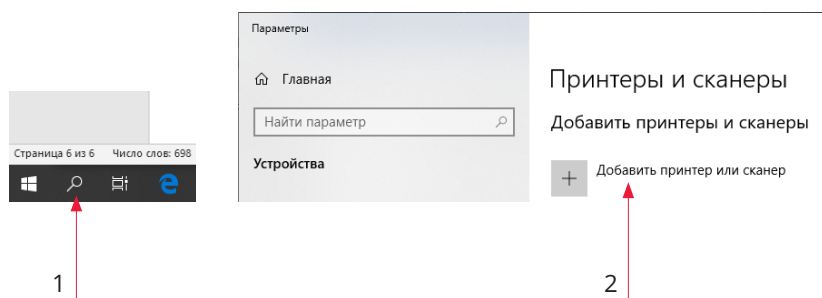 Параметры
Главная
Найти параметр
Устройства
Принтеры и сканеры
Добавить принтеры и сканеры
Добавить принтер или сканер
Страница 6 из 6 Число слов: 698
1
2